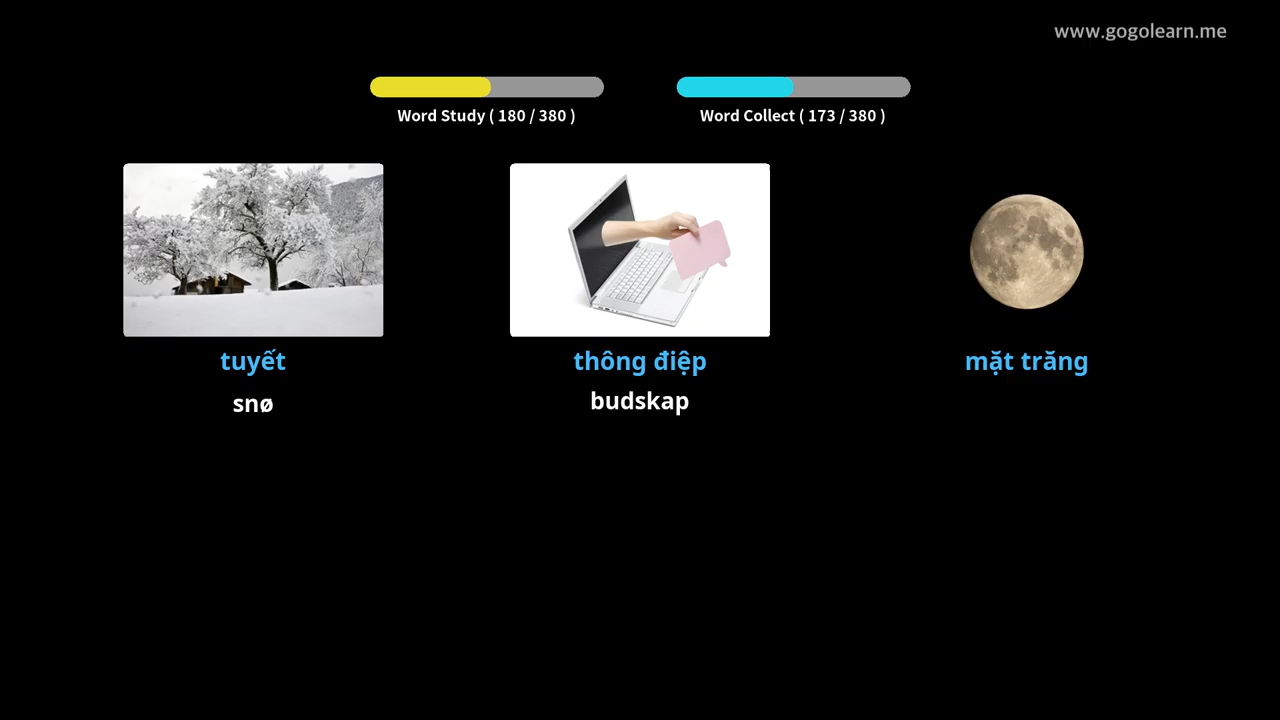 www.gogolearn.me
Word Study ( 180 / 380 )
Word Collect ( 173 / 380 )
tuyết
thông điệp
mặt trăng
snø
budskap